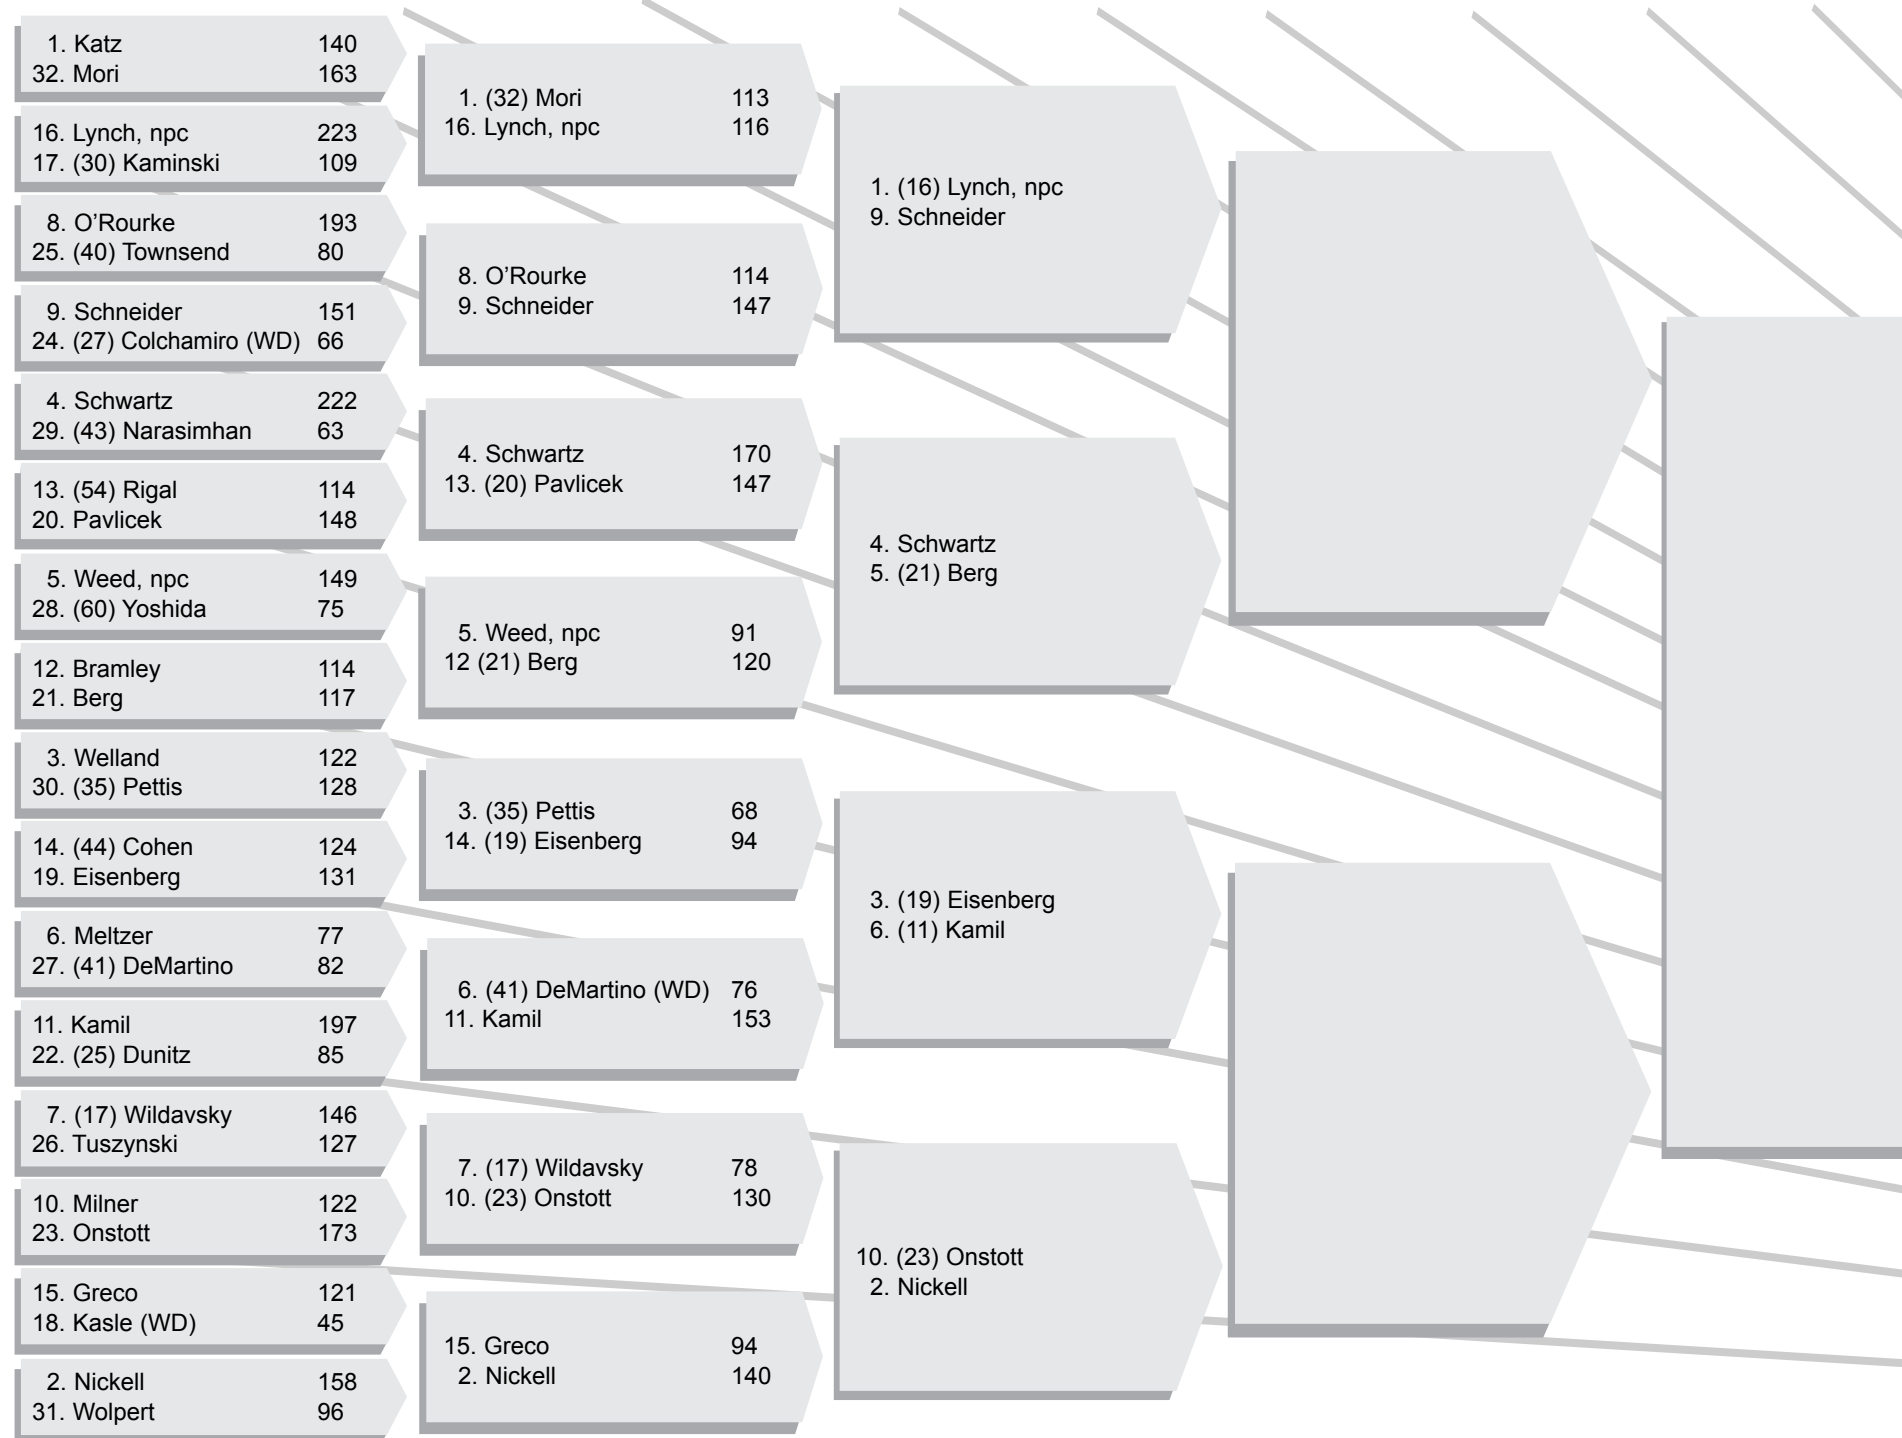 1. Katz 140
32. Mori 163
16. Lynch, npc 223
17. (30) Kaminski 109
8. O’Rourke 193
25. (40) Townsend 80
9. Schneider 151
24. (27) Colchamiro (WD) 66
4. Schwartz 222
29. (43) Narasimhan 63
13. (54) Rigal 114
20. Pavlicek 148
5. Weed, npc 149
28. (60) Yoshida 75
12. Bramley 114
21. Berg 117
3. Welland 122
30. (35) Pettis 128
14. (44) Cohen 124
19. Eisenberg 131
6. Meltzer 77
27. (41) DeMartino 82
11. Kamil 197
22. (25) Dunitz 85
7. (17) Wildavsky 146
26. Tuszynski 127
10. Milner 122
23. Onstott 173
15. Greco 121
18. Kasle (WD) 45
2. Nickell 158
31. Wolpert 96
1. (32) Mori 113
16. Lynch, npc 116
8. O’Rourke 114
9. Schneider 147
4. Schwartz 170
13. (20) Pavlicek 147
5. Weed, npc 91
12 (21) Berg 120
3. (35) Pettis 68
14. (19) Eisenberg 94
6. (41) DeMartino (WD) 76
11. Kamil 153
7. (17) Wildavsky 78
10. (23) Onstott 130
15. Greco 94
2. Nickell 140
1. (16) Lynch, npc
9. Schneider
4. Schwartz
5. (21) Berg
3. (19) Eisenberg
6. (11) Kamil
10. (23) Onstott
2. Nickell